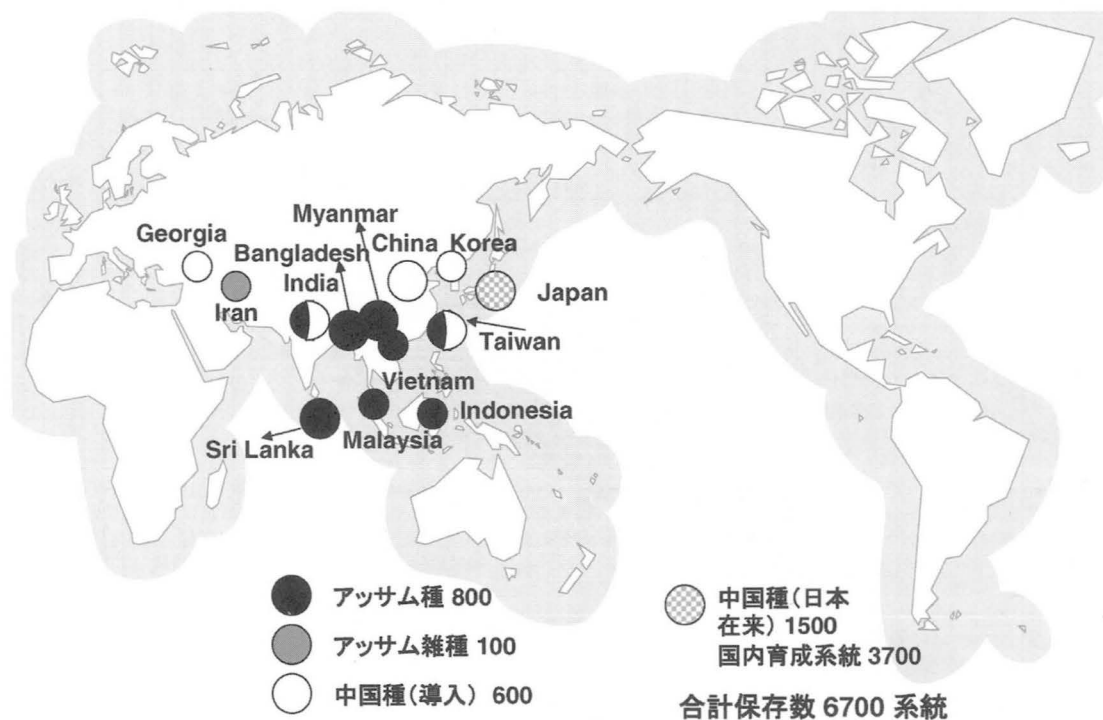 Myanmar
Georgia
China Korea
Bangladesh
India
Japan
Iran
Taiwan
Vietnam
Indonesia
Malaysia
Sri Lanka
アッサム種 800
アッサム雑種 100
中国種(導入) 600
中国種(日本
在来) 1500
国内育成系統 3700
合計保存数 6700 系統